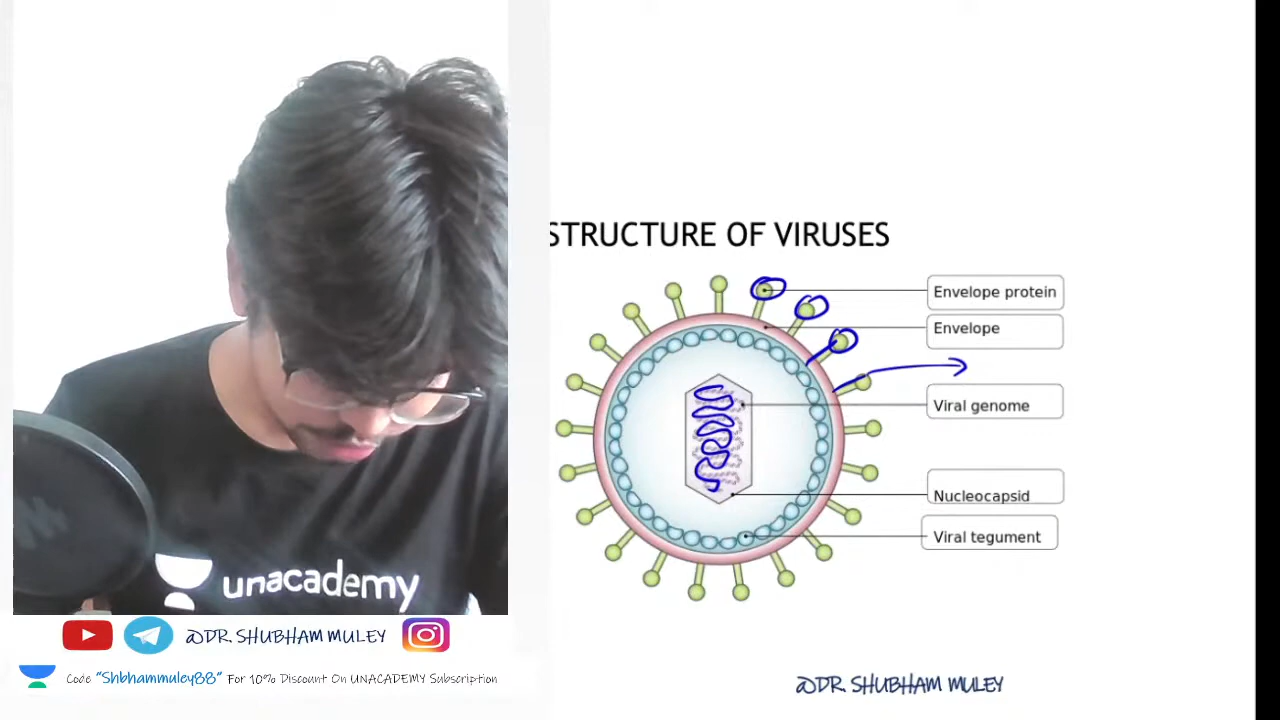 unacademy
@DR. SHUBHAM MULEY
Code "Shbhammuley88" For 10% Discount On UNACADEMY Subscription
STRUCTURE OF VIRUSES
Envelope protein
Envelope
Viral genome
Nucleocapsid
Viral tegument
@DR. SHUBHAM MULEY